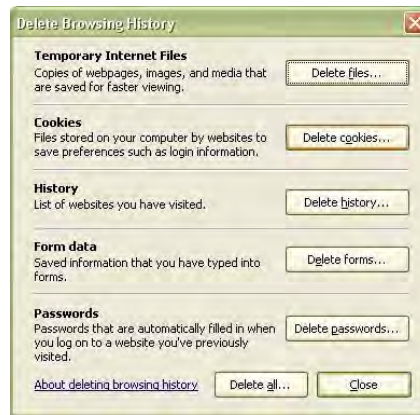 Delete Browsing History
Temporary Internet Files
Copies of webpages, images, and media that
are saved for faster viewing.
Delete files...
Cookies
Files stored on your computer by websites to
save preferences such as login information.
Delete cookies...
History
List of websites you have visited.
Delete history...
Form data
Saved information that you have typed into
forms.
Delete forms...
Passwords
Passwords that are automatically filled in when
you log on to a website you've previously
visited.
Delete passwords...
About deleting browsing history
Delete all...
Close